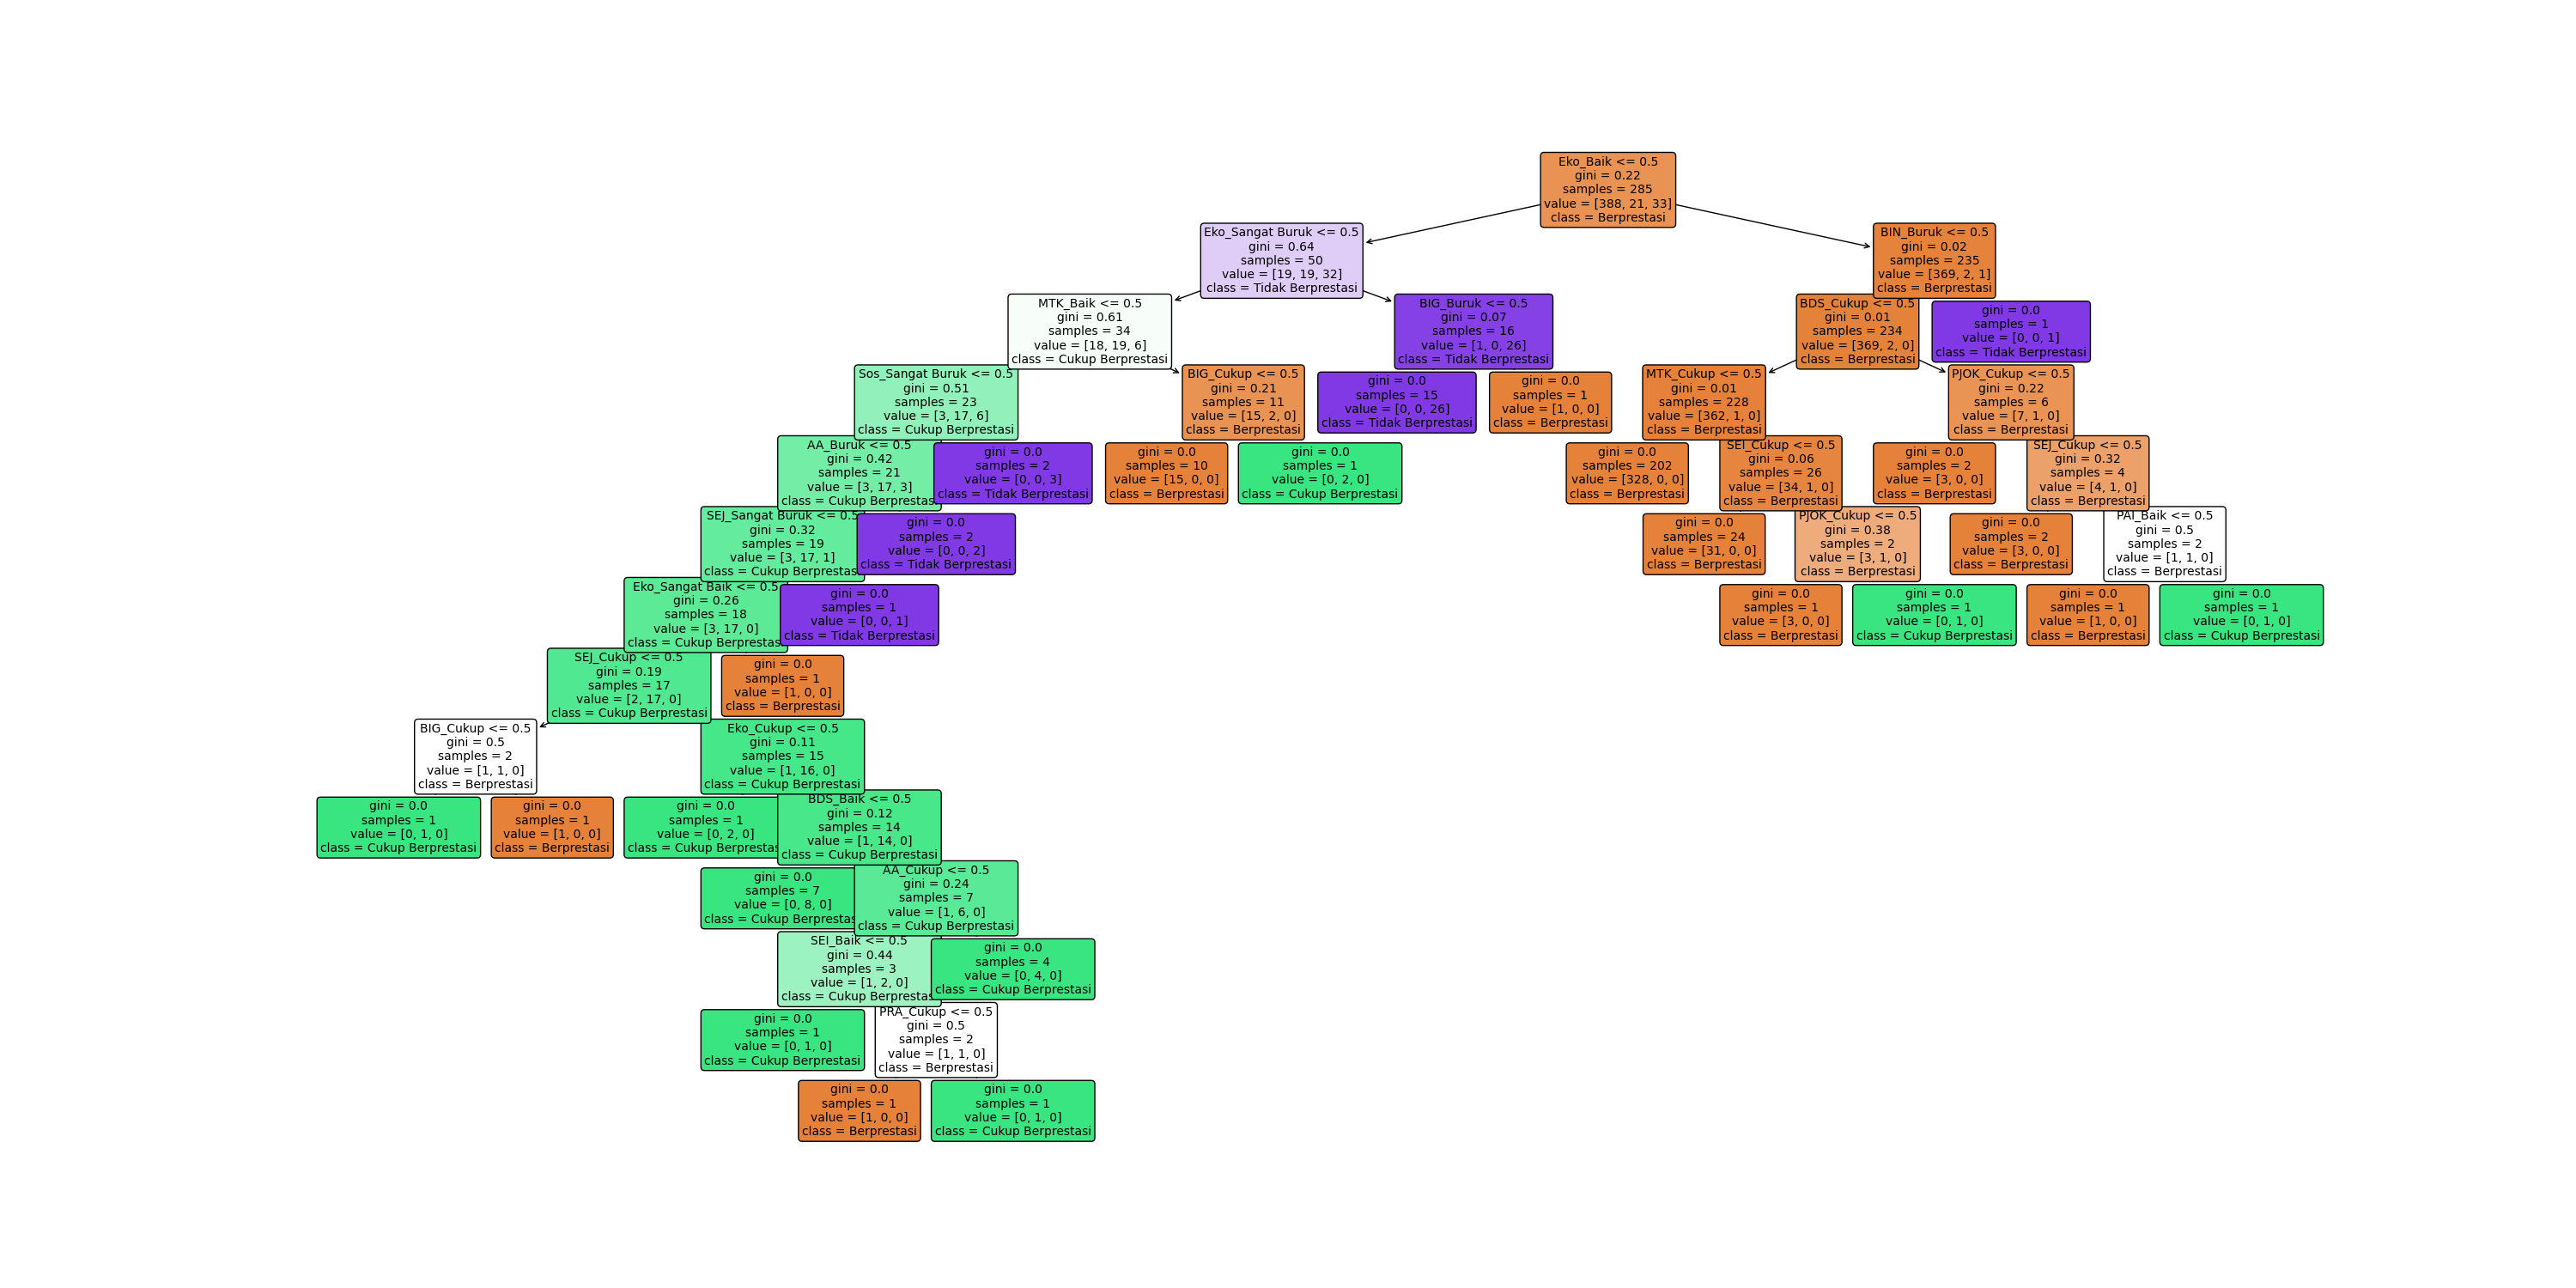 Eko_Baik <= 0.5
gini = 0.22
samples = 285
value = [388, 21, 33]
class = Berprestasi
Eko_Sangat Buruk <= 0.5
gini = 0.64
samples = 50
value = [19, 19, 32]
class = Tidak Berprestasi
BIN_Buruk <= 0.5
gini = 0.02
samples = 235
value = [369, 2, 1]
class = Berprestasi
MTK_Baik <= 0.5
gini = 0.61
samples = 34
value = [18, 19, 6]
class = Cukup Berprestasi
BIG_Buruk <= 0.5
gini = 0.07
samples = 16
value = [1, 0, 26]
class = Tidak Berprestasi
BDS_Cukup <= 0.5
gini = 0.01
samples = 234
value = [369, 2, 0]
class = Berprestasi
gini = 0.0
samples = 1
value = [0, 0, 1]
class = Tidak Berprestasi
Sos_Sangat Buruk <= 0.5
gini = 0.51
samples = 23
value = [3, 17, 6]
class = Cukup Berprestasi
BIG_Cukup <= 0.5
gini = 0.21
samples = 11
value = [15, 2, 0]
class = Berprestasi
gini = 0.0
samples = 15
value = [0, 0, 26]
class = Tidak Berprestasi
gini = 0.0
samples = 1
value = [1, 0, 0]
class = Berprestasi
MTK_Cukup <= 0.5
gini = 0.01
samples = 228
value = [362, 1, 0]
class = Berprestasi
PJOK_Cukup <= 0.5
gini = 0.22
samples = 6
value = [7, 1, 0]
class = Berprestasi
AA_Buruk <= 0.5
gini = 0.42
samples = 21
value = [3, 17, 3]
class = Cukup Berprestas
gini = 0.0
samples = 2
value = [0, 0, 3]
class = Tidak Berprestasi
gini = 0.0
samples = 10
value = [15, 0, 0]
class = Berprestasi
gini = 0.0
samples = 1
value = [0, 2, 0]
class = Cukup Berprestasi
gini = 0.0
samples = 202
value = [328, 0, 0]
class = Berprestasi
SEI_Cukup <= 0.5
gini = 0.06
samples = 26
value = [34, 1, 0]
class = Berprestasi
gini = 0.0
samples = 2
value = [3, 0, 0]
class = Berprestasi
SEJ_Cukup <= 0.5
gini = 0.32
samples = 4
value = [4, 1, 0]
class = Berprestasi
SEJ_Sangat Buruk <= 0.5
gini = 0.32
samples = 19
value = [3, 17, 1]
class = Cukup Berprestas
gini = 0.0
samples = 2
value = [0, 0, 2]
class = Tidak Berprestasi
gini = 0.0
samples = 24
value = [31, 0, 0]
class = Berprestasi
PJOK_Cukup <= 0.5
gini = 0.38
samples = 2
value = [3, 1, 0]
class = Berprestasi
gini = 0.0
samples = 2
value = [3, 0, 0]
class = Berprestasi
PAI_Baik <= 0.5
gini = 0.5
samples = 2
value = [1, 1, 0]
class = Berprestasi
Eko_Sangat Baik <= 0.5
gini = 0.26
samples = 18
value = [3, 17, 0]
class = Cukup Berprestas
gini = 0.0
samples = 1
value = [0, 0, 1]
class = Tidak Berprestasi
gini = 0.0
samples = 1
value = [3, 0, 0]
class = Berprestasi
gini = 0.0
samples = 1
value = [0, 1, 0]
class = Cukup Berprestasi
gini = 0.0
samples = 1
value = [1, 0, 0]
class = Berprestasi
gini = 0.0
samples = 1
value = [0, 1, 0]
class = Cukup Berprestasi
SEJ_Cukup <= 0.5
gini = 0.19
samples = 17
value = [2, 17, 0]
class = Cukup Berprestasi
gini = 0.0
samples = 1
value = [1, 0, 0]
class = Berprestasi
BIG_Cukup <= 0.5
gini = 0.5
samples = 2
value = [1, 1, 0]
class = Berprestasi
Eko_Cukup <= 0.5
gini = 0.11
samples = 15
value = [1, 16, 0]
class = Cukup Berprestasi
gini = 0.0
samples = 1
value = [0, 1, 0]
class = Cukup Berprestasi
gini = 0.0
samples = 1
value = [1, 0, 0]
class = Berprestasi
gini = 0.0
samples = 1
value = [0, 2, 0]
class = Cukup Berprestas
BDS_Baik <= 0.5
gini = 0.12
samples = 14
value = [1, 14, 0]
class = Cukup Berprestasi
gini = 0.0
samples = 7
value = [0, 8, 0]
class = Cukup Berprestas
AA_Cukup <= 0.5
gini = 0.24
samples = 7
value = [1, 6, 0]
class = Cukup Berprestasi
SEI_Baik <= 0.5
gini = 0.44
samples = 3
value = [1, 2, 0]
class = Cukup Berprestas
gini = 0.0
samples = 4
value = [0, 4, 0]
class = Cukup Berprestasi
gini = 0.0
samples = 1
value = [0, 1, 0]
class = Cukup Berprestasi
PRA_Cukup <= 0.5
gini = 0.5
samples = 2
value = [1, 1, 0]
class = Berprestasi
gini = 0.0
samples = 1
value = [1, 0, 0]
class = Berprestasi
gini = 0.0
samples = 1
value = [0, 1, 0]
class = Cukup Berprestasi